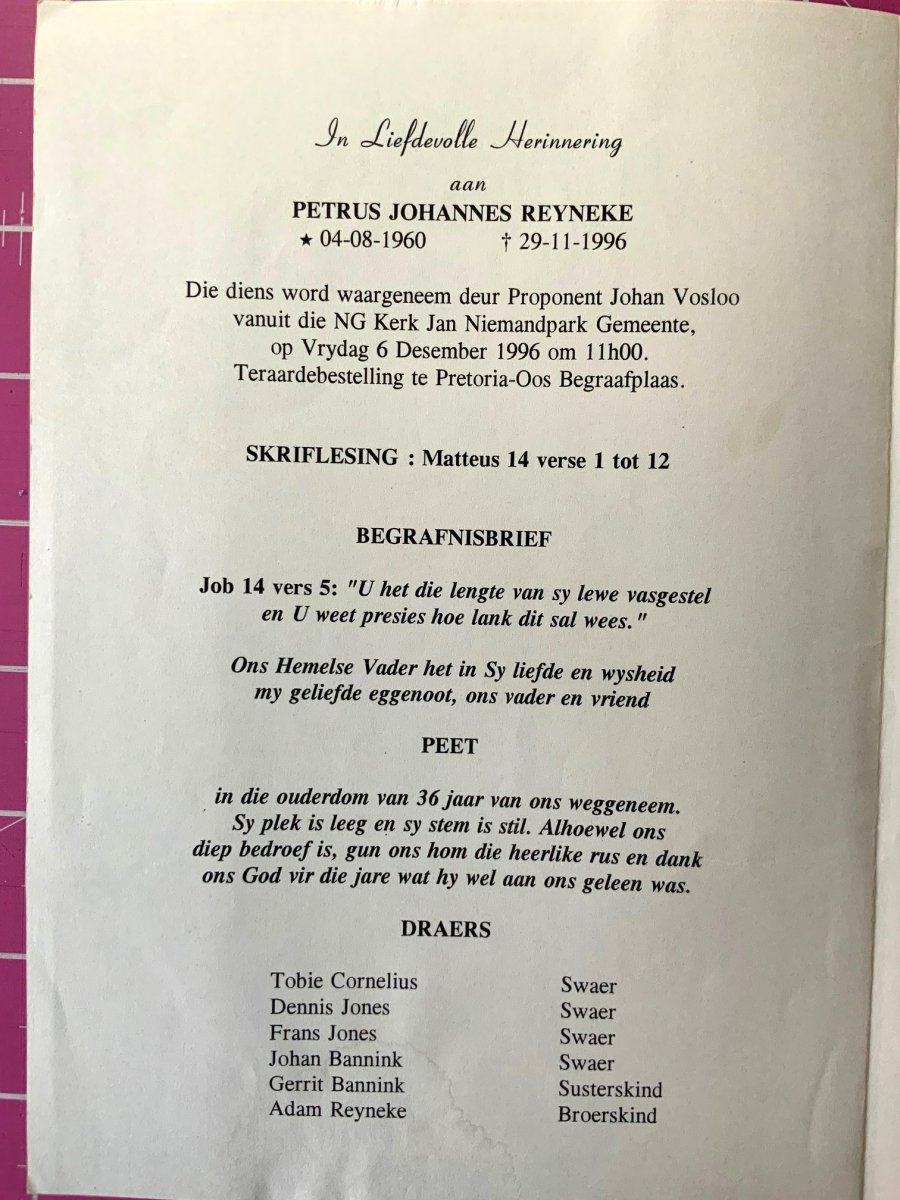 In Liefdevolle Herinnering
aan
PETRUS JOHANNES REYNEKE
★ 04-08-1960 † 29-11-1996
Die diens word waargeneem deur Proponent Johan Vosloo
vanuit die NG Kerk Jan Niemandpark Gemeente,
op Vrydag 6 Desember 1996 om 11h00.
Teraardebestelling te Pretoria-Oos Begraafplaas.
SKRIFLESING : Matteus 14 verse 1 tot 12
BEGRAFNISBRIEF
Job 14 vers 5: "U het die lengte van sy lewe vasgestel
en U weet presies hoe lank dit sal wees."
Ons Hemelse Vader het in Sy liefde en wysheid
my geliefde eggenoot, ons vader en vriend
PEET
in die ouderdom van 36 jaar van ons weggeneem.
Sy plek is leeg en sy stem is stil. Alhoewel ons
diep bedroef is, gun ons hom die heerlike rus en dank
ons God vir die jare wat hy wel aan ons geleen was.
DRAERS
Tobie Cornelius Swaer
Dennis Jones Swaer
Frans Jones Swaer
Johan Bannink Swaer
Gerrit Bannink Susterskind
Adam Reyneke Broerskind